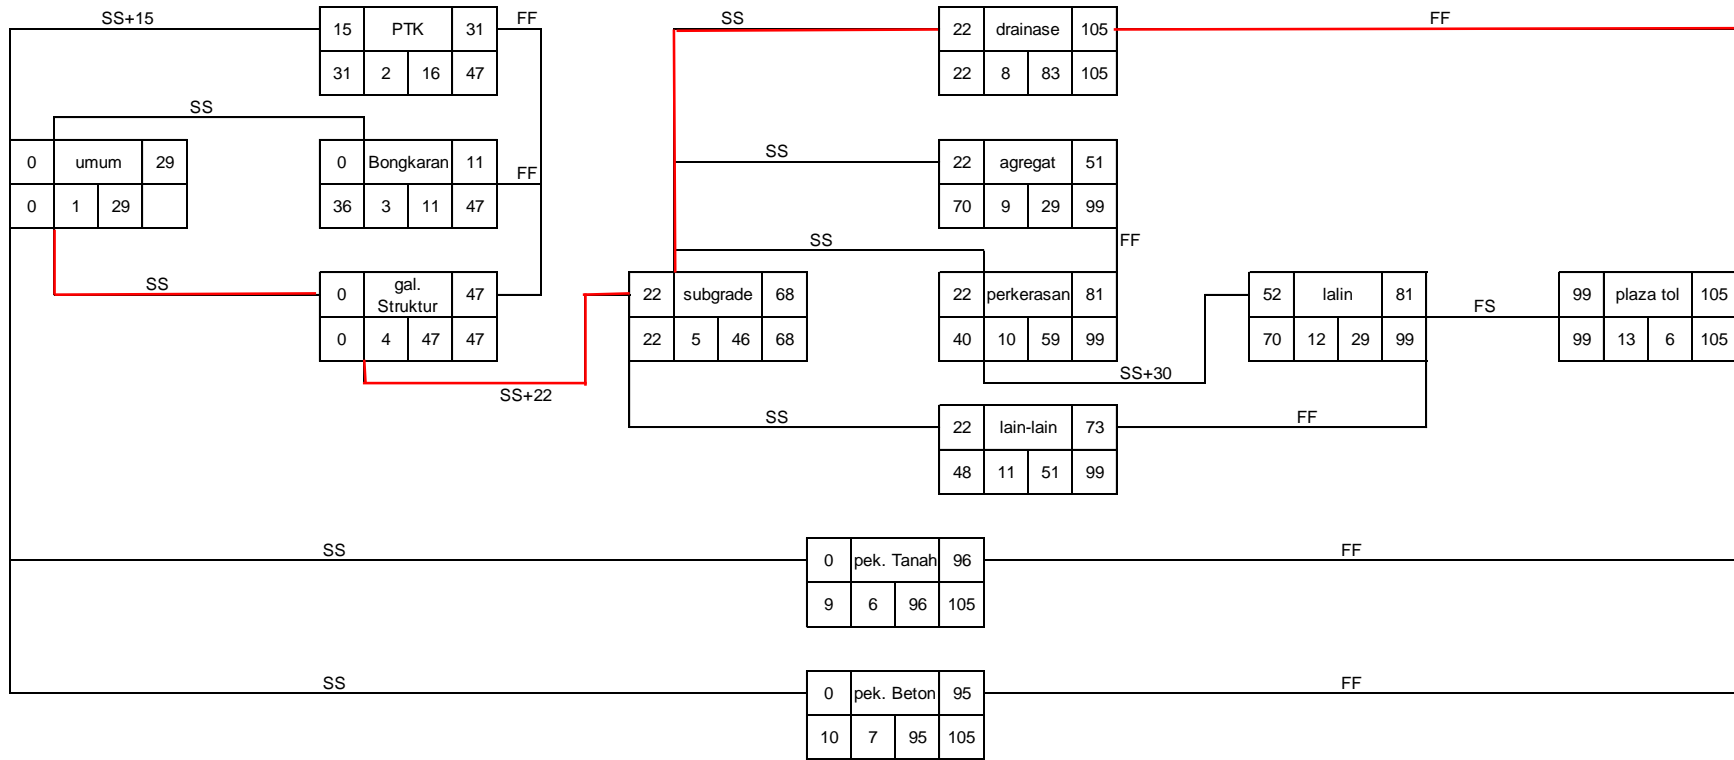 SS+15
15 PTK 31
FF
31 2 16 47
SS
0 umum 29
0 1 29
0 Bongkaran 11
FF
36 3 11 47
SS
0 gal. Struktur 47
0 4 47 47
SS+22
22 subgrade 68
22 5 46 68
SS
22 drainase 105
FF
22 8 83 105
SS
22 agregat 51
70 9 29 99
FF
SS
22 perkerasan 81
40 10 59 99
SS+30
SS
22 lain-lain 73
FF
48 11 51 99
52 lalin 81
70 12 29 99
FS
99 plaza tol 105
99 13 6 105
SS
0 pek. Tanah 96
FF
9 6 96 105
SS
0 pek. Beton 95
FF
10 7 95 105